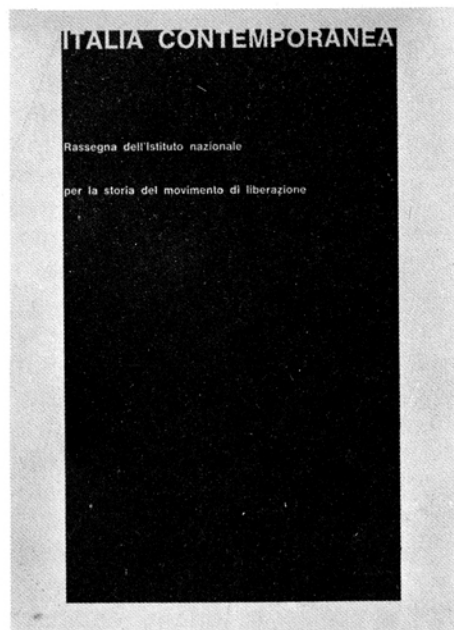 ITALIA CONTEMPORANEA
Rassegna dell'Istituto nazionale
per la storia del movimento di liberazione